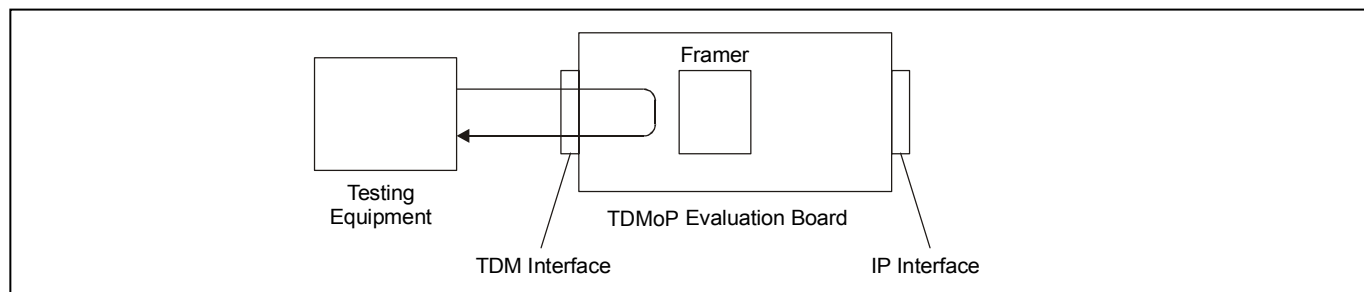 Framer
Testing
Equipment
TDMoP Evaluation Board
TDM Interface
IP Interface